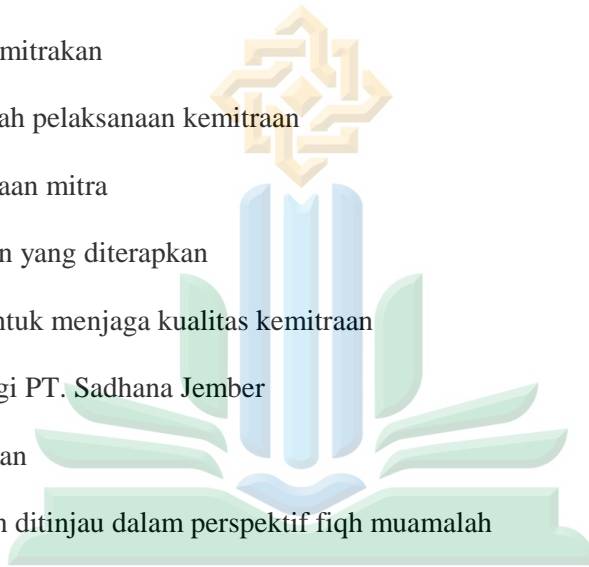 mitrakan
ah pelaksanaan kemitraan
aan mitra
n yang diterapkan
ntuk menjaga kualitas kemitraan
gi PT. Sadhana Jember
an
n ditinjau dalam perspektif fiqh muamalah